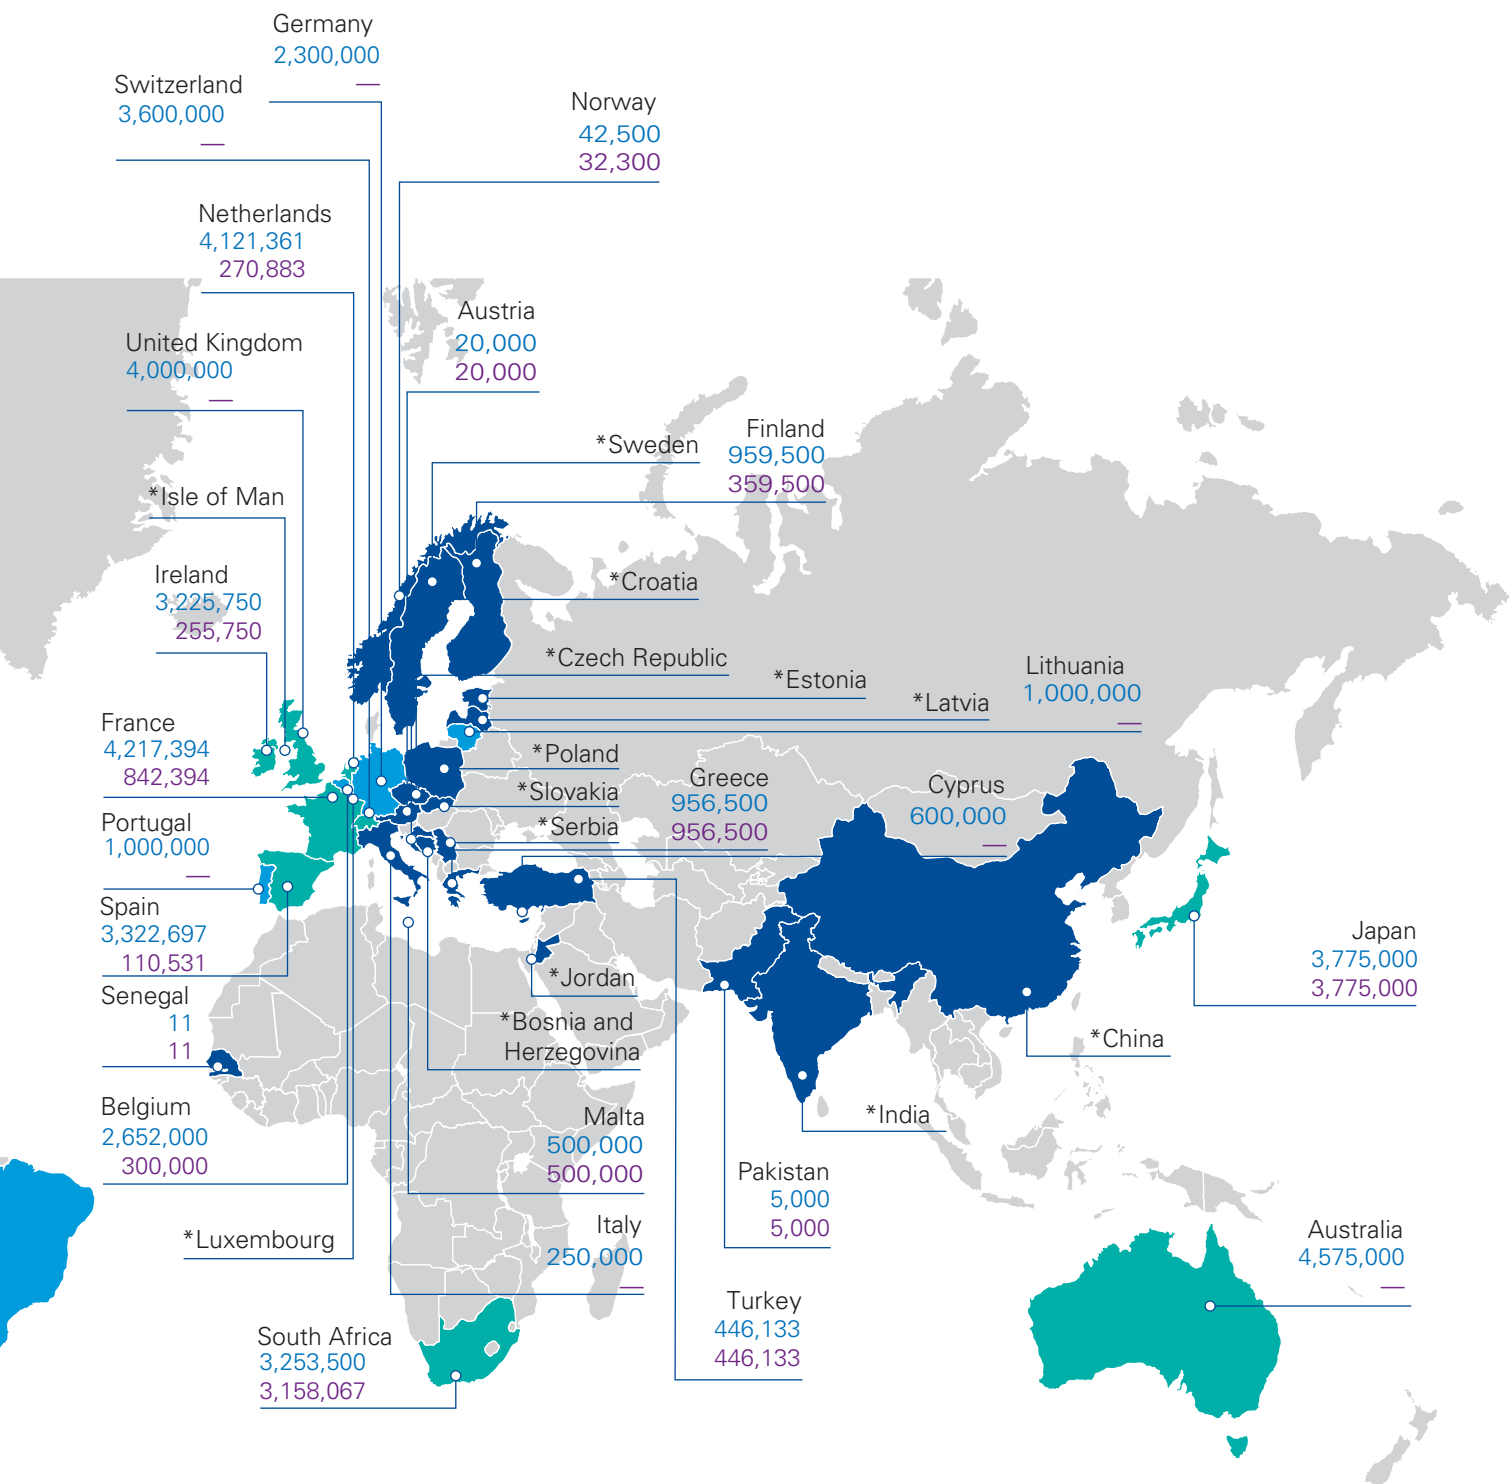 Germany
2,300,000
—
Switzerland
3,600,000
—
Norway
42,500
32,300
Netherlands
4,121,361
270,883
Austria
20,000
20,000
United Kingdom
4,000,000
—
*Sweden
Finland
959,500
359,500
*Isle of Man
Ireland
3,225,750
255,750
*Croatia
*Czech Republic
*Estonia
Lithuania
1,000,000
—
*Latvia
France
4,217,394
842,394
*Poland
*Slovakia
*Serbia
Greece
956,500
956,500
Cyprus
600,000
—
Portugal
1,000,000
—
Spain
3,322,697
110,531
Japan
3,775,000
3,775,000
*Jordan
Senegal
11
11
*Bosnia and
Herzegovina
*China
Belgium
2,652,000
300,000
Malta
500,000
500,000
*India
Pakistan
5,000
5,000
*Luxembourg
Italy
250,000
—
Australia
4,575,000
—
Turkey
446,133
446,133
South Africa
3,253,500
3,158,067